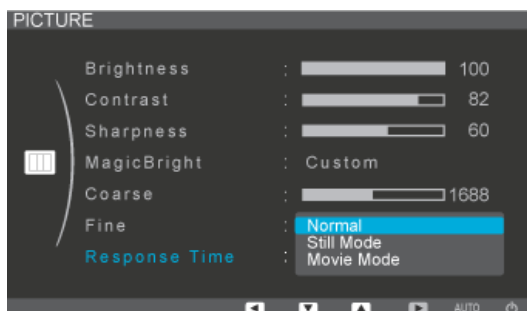 PICTURE
Brightness : 100
Contrast : 82
Sharpness : 60
MagicBright : Custom
Coarse : 1688
Fine : Normal
Still Mode
Response Time : Movie Mode
AUTO